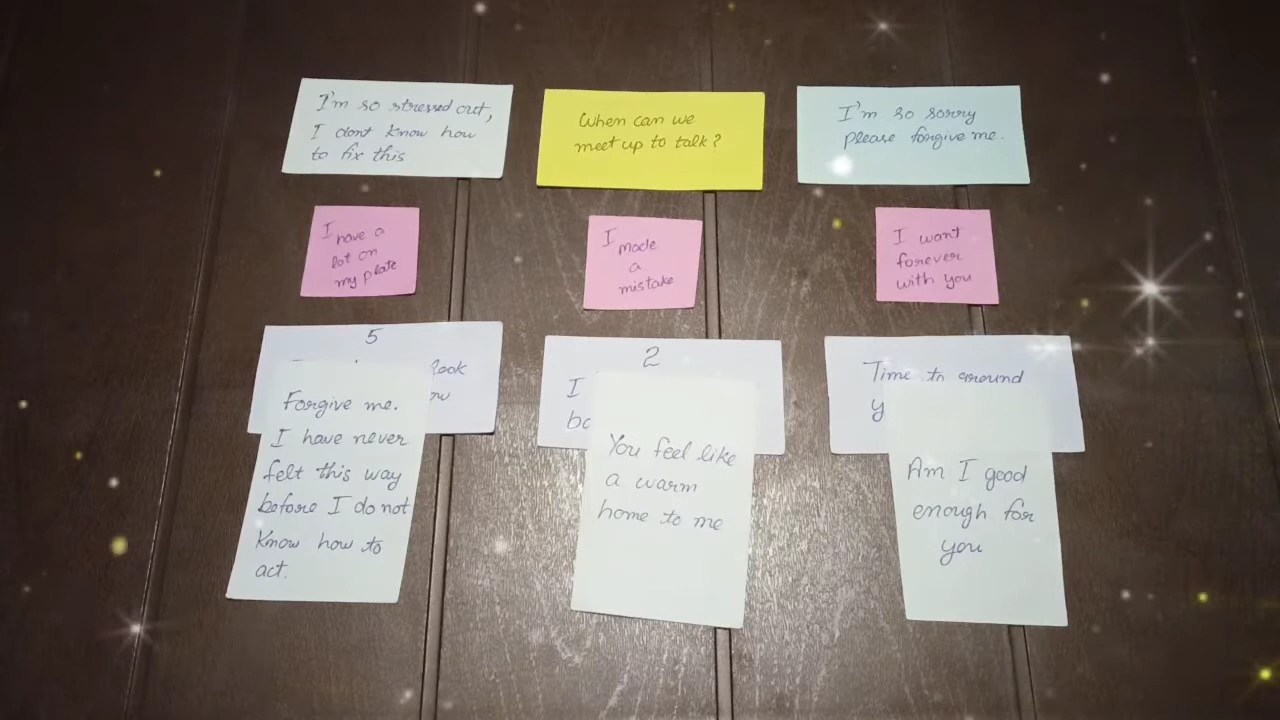 I'm so stressed out,
I dont know how
to fix this
When can we
meet up to talk?
I'm so sorry
please forgive me.
I have a
lot on
my plate
I
made
a
mistake
I want
forever
with you
5
look
Forgive me.
I have never
felt this way
before I do not
know how to
act.
2
I
You feel like
a warm
home to me
Time to around
Am I good
enough for
you